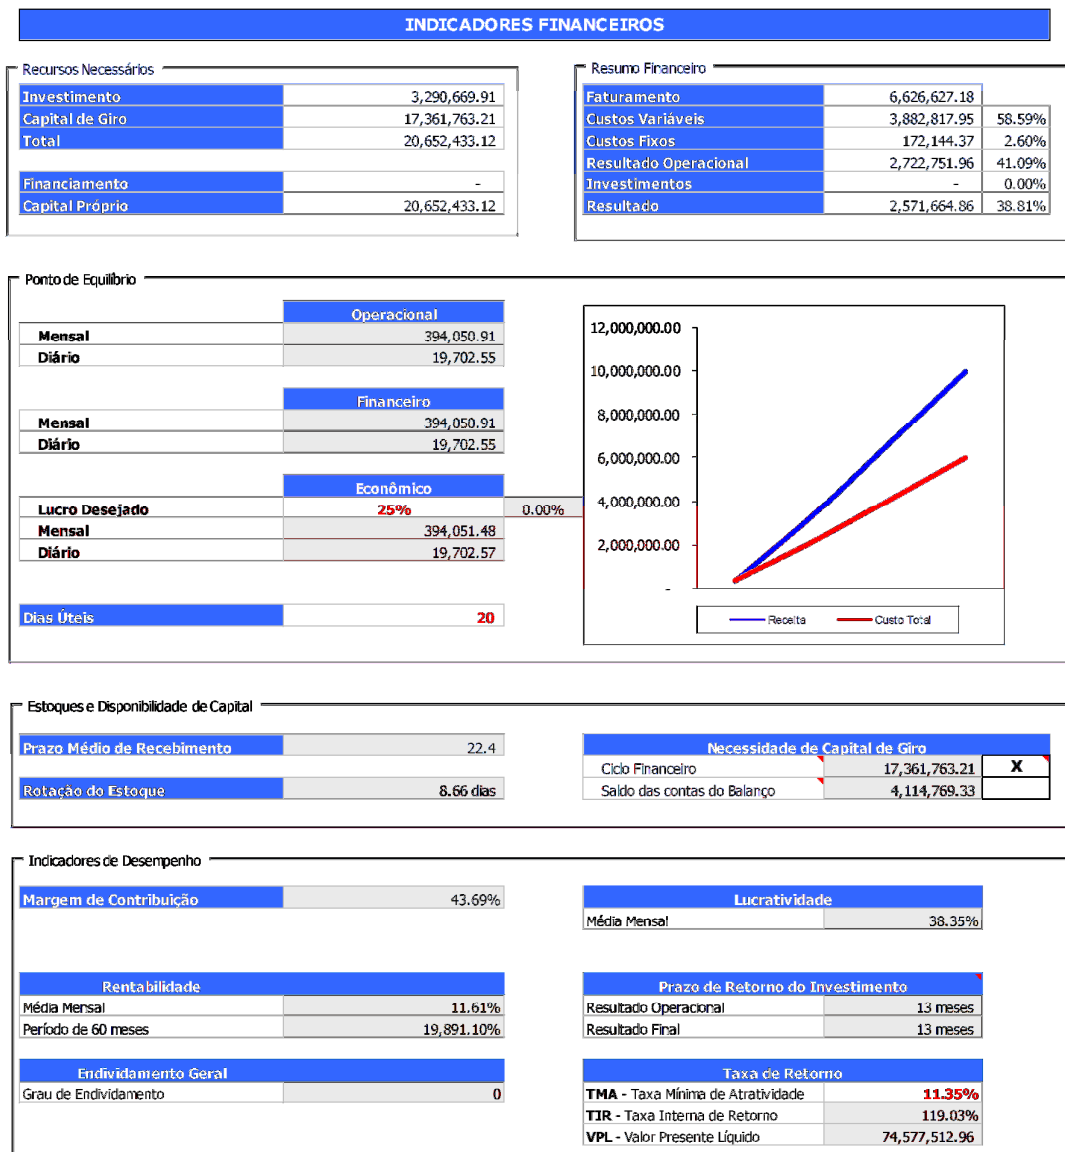 INDICADORES FINANCEIROS
Recursos Necessários
Investimento 3,290,669.91
Capital de Giro 17,361,763.21
Total 20,652,433.12
Financiamento -
Capital Próprio 20,652,433.12
Resumo Financeiro
Faturamento 6,626,627.18
Custos Variáveis 3,882,817.95 58.59%
Custos Fixos 172,144.37 2.60%
Resultado Operacional 2,722,751.96 41.09%
Investimentos - 0.00%
Resultado 2,571,664.86 38.81%
Ponto de Equilíbrio
Operacional
Mensal 394,050.91
Diário 19,702.55
Financeiro
Mensal 394,050.91
Diário 19,702.55
Econômico
Lucro Desejado 25% 0.00%
Mensal 394,051.48
Diário 19,702.57
Dias Úteis 20
12,000,000.00
10,000,000.00
8,000,000.00
6,000,000.00
4,000,000.00
2,000,000.00
-
Receita Custo Total
Estoques e Disponibilidade de Capital
Prazo Médio de Recebimento 22.4
Rotação do Estoque 8.66 dias
Necessidade de Capital de Giro
Ciclo Financeiro 17,361,763.21 X
Saldo das contas do Balanço 4,114,769.33
Indicadores de Desempenho
Margem de Contribuição 43.69%
Lucratividade
Média Mensal 38.35%
Rentabilidade
Média Mensal 11.61%
Período de 60 meses 19,891.10%
Prazo de Retorno do Investimento
Resultado Operacional 13 meses
Resultado Final 13 meses
Endividamento Geral
Grau de Endividamento 0
Taxa de Retorno
TMA - Taxa Mínima de Atratividade 11.35%
TIR - Taxa Interna de Retorno 119.03%
VPL - Valor Presente Líquido 74,577,512.96